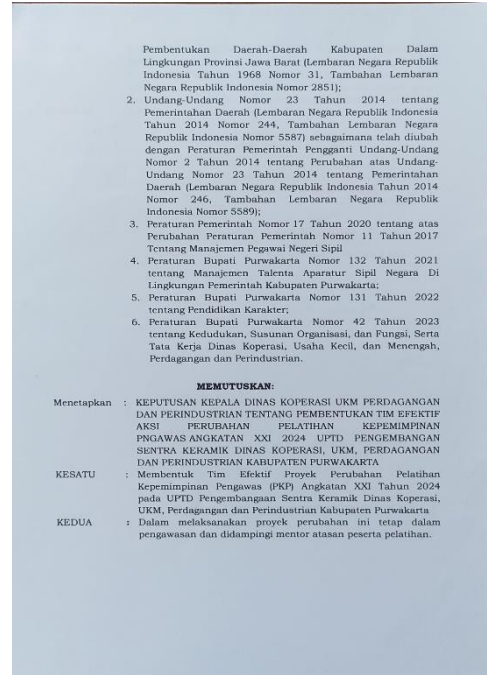 Pembentukan Daerah-Daerah Kabupaten Dalam
Lingkungan Provinsi Jawa Barat (Lembaran Negara Republik
Indonesia Tahun 1968 Nomor 31, Tambahan Lembaran
Negara Republik Indonesia Nomor 2851);
2. Undang-Undang Nomor 23 Tahun 2014 tentang
Pemerintahan Daerah (Lembaran Negara Republik Indonesia
Tahun 2014 Nomor 244, Tambahan Lembaran Negara
Republik Indonesia Nomor 5587) sebagaimana telah diubah
dengan Peraturan Pemerintah Pengganti Undang-Undang
Nomor 2 Tahun 2014 tentang Perubahan atas Undang-
Undang Nomor 23 Tahun 2014 tentang Pemerintahan
Daerah (Lembaran Negara Republik Indonesia Tahun 2014
Nomor 246, Tambahan Lembaran Negara Republik
Indonesia Nomor 5589);
3. Peraturan Pemerintah Nomor 17 Tahun 2020 tentang atas
Perubahan Peraturan Pemerintah Nomor 11 Tahun 2017
Tentang Manajemen Pegawai Negeri Sipil
4. Peraturan Bupati Purwakarta Nomor 132 Tahun 2021
tentang Manajemen Talenta Aparatur Sipil Negara Di
Lingkungan Pemerintah Kabupaten Purwakarta;
5. Peraturan Bupati Purwakarta Nomor 131 Tahun 2022
tentang Pendidikan Karakter;
6. Peraturan Bupati Purwakarta Nomor 42 Tahun 2023
tentang Kedudukan, Susunan Organisasi, dan Fungsi, Serta
Tata Kerja Dinas Koperasi, Usaha Kecil, dan Menengah,
Perdagangan dan Perindustrian.
MEMUTUSKAN:
Menetapkan : KEPUTUSAN KEPALA DINAS KOPERASI UKM PERDAGANGAN
DAN PERINDUSTRIAN TENTANG PEMBENTUKAN TIM EFEKTIF
AKSI PERUBAHAN PELATIHAN KEPEMIMPINAN
PNGAWAS ANGKATAN XXI 2024 UPTD PENGEMBANGAN
SENTRA KERAMIK DINAS KOPERASI, UKM, PERDAGANGAN
DAN PERINDUSTRIAN KABUPATEN PURWAKARTA
KESATU : Membentuk Tim Efektif Proyek Perubahan Pelatihan
Kepemimpinan Pengawas (PKP) Angkatan XXI Tahun 2024
pada UPTD Pengembangaan Sentra Keramik Dinas Koperasi,
UKM, Perdagangan dan Perindustrian Kabupaten Purwakarta
KEDUA : Dalam melaksanakan proyek perubahan ini tetap dalam
pengawasan dan didampingi mentor atasan peserta pelatihan.